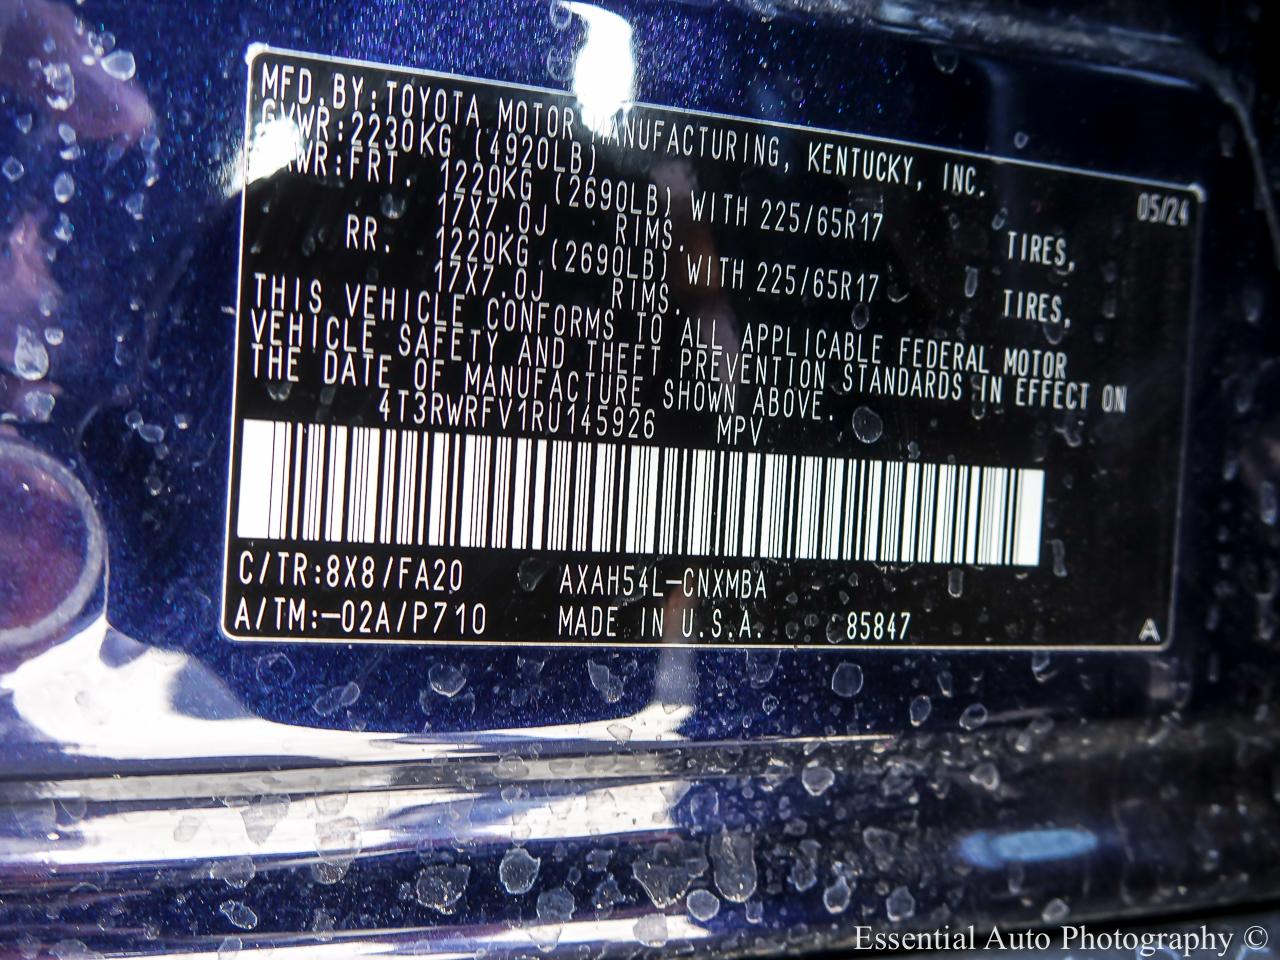 MFD.BY:TOYOTA MOTOR MANUFACTURING, KENTUCKY, INC.
GVWR:2230KG (4920LB) 05/24
GAWR:FRT. 1220KG (2690LB) WITH 225/65R17 TIRES,
17X7.0J RIMS.
RR. 1220KG (2690LB) WITH 225/65R17 TIRES,
17X7.0J RIMS.
THIS VEHICLE CONFORMS TO ALL APPLICABLE FEDERAL MOTOR
VEHICLE SAFETY AND THEFT PREVENTION STANDARDS IN EFFECT ON
THE DATE OF MANUFACTURE SHOWN ABOVE.
4T3RWRFV1RU145926 MPV
C/TR:8X8/FA20 AXAH54L-CNXMBA
A/TM:-02A/P710 MADE IN U.S.A. 85847 A
Essential Auto Photography ©